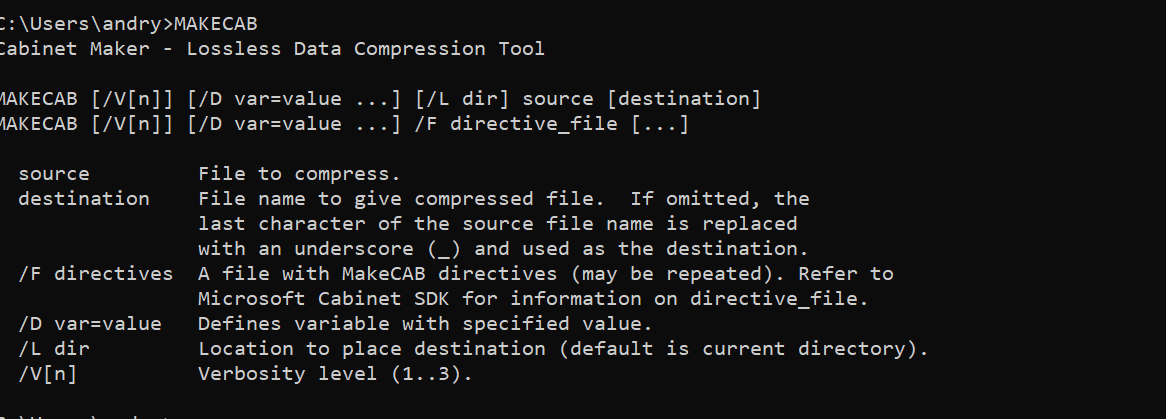 C:\Users\andry>MAKECAB
Cabinet Maker - Lossless Data Compression Tool
MAKECAB [/V[n]] [/D var=value ...] [/L dir] source [destination]
MAKECAB [/V[n]] [/D var=value ...] /F directive_file [...]
source File to compress.
destination File name to give compressed file. If omitted, the
last character of the source file name is replaced
with an underscore (_) and used as the destination.
/F directives A file with MakeCAB directives (may be repeated). Refer to
Microsoft Cabinet SDK for information on directive_file.
/D var=value Defines variable with specified value.
/L dir Location to place destination (default is current directory).
/V[n] Verbosity level (1..3).